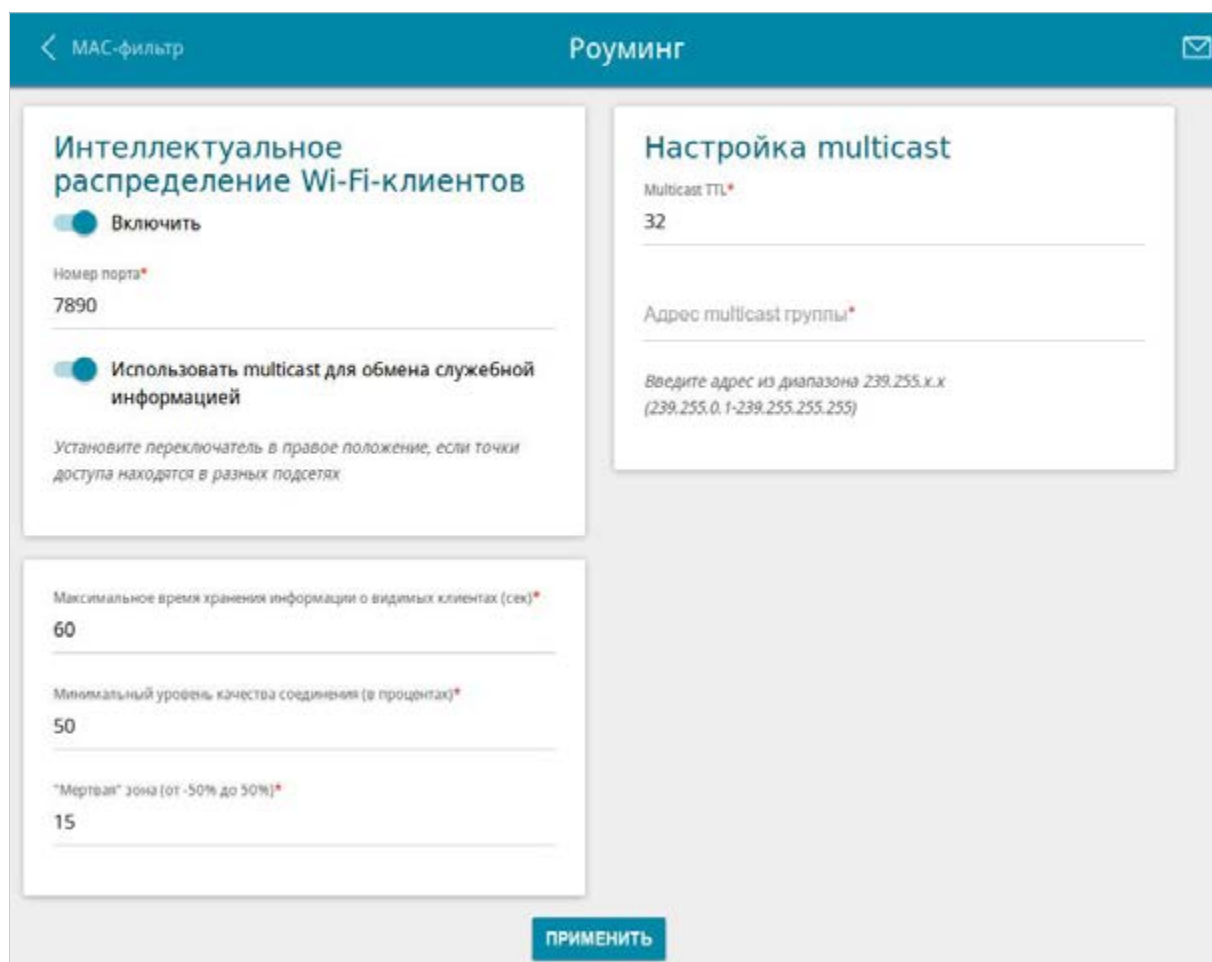 МАС-фильтр
Роуминг
Интеллектуальное
распределение Wi-Fi-клиентов
Включить
Номер порта*
7890
Использовать multicast для обмена служебной
информацией
Установите переключатель в правое положение, если точки
доступа находятся в разных подсетях
Настройка multicast
Multicast TTL*
32
Адрес multicast группы*
Введите адрес из диапазона 239.255.x.x
(239.255.0.1-239.255.255.255)
Максимальное время хранения информации о видимых клиентах (сек)*
60
Минимальный уровень качества соединения (в процентах)*
50
"Мертвая" зона (от -50% до 50%)*
15
ПРИМЕНИТЬ